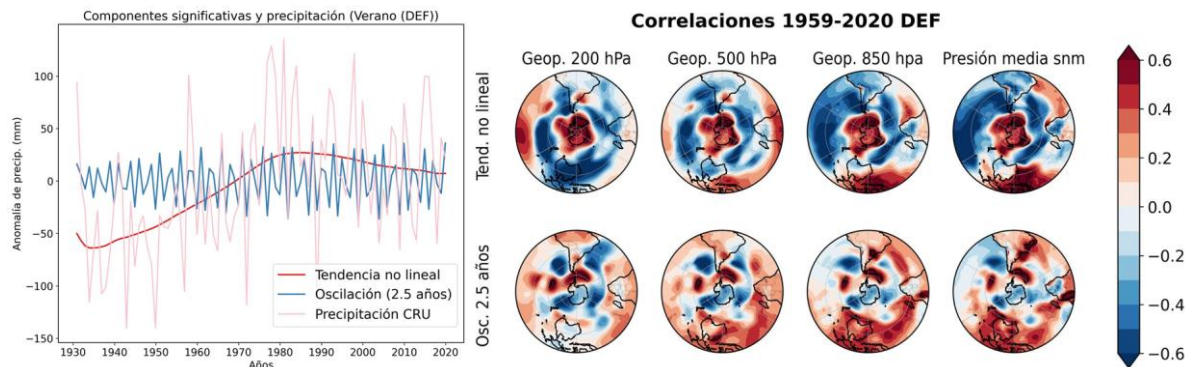 Componentes significativas y precipitación (Verano (DEF))
Anomalía de precip. (mm)
100
50
0
−50
−100
−150
1930 1940 1950 1960 1970 1980 1990 2000 2010 2020
Años
Tendencia no lineal
Oscilación (2.5 años)
Precipitación CRU
Correlaciones 1959-2020 DEF
Geop. 200 hPa Geop. 500 hPa Geop. 850 hpa Presión media snm
Tend. no lineal
Osc. 2.5 años
0.6
0.4
0.2
0.0
−0.2
−0.4
−0.6